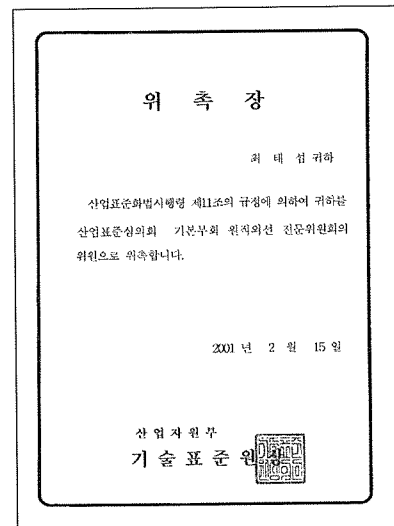 위 촉 장
최 태 섭 귀하
산업표준화법시행령 제11조의 규정에 의하여 귀하를
산업표준심의회 기본부회 원적외선 전문위원회의
위원으로 위촉합니다.
2001 년 2 월 15 일
산 업 자 원 부
기 술 표 준 원 장